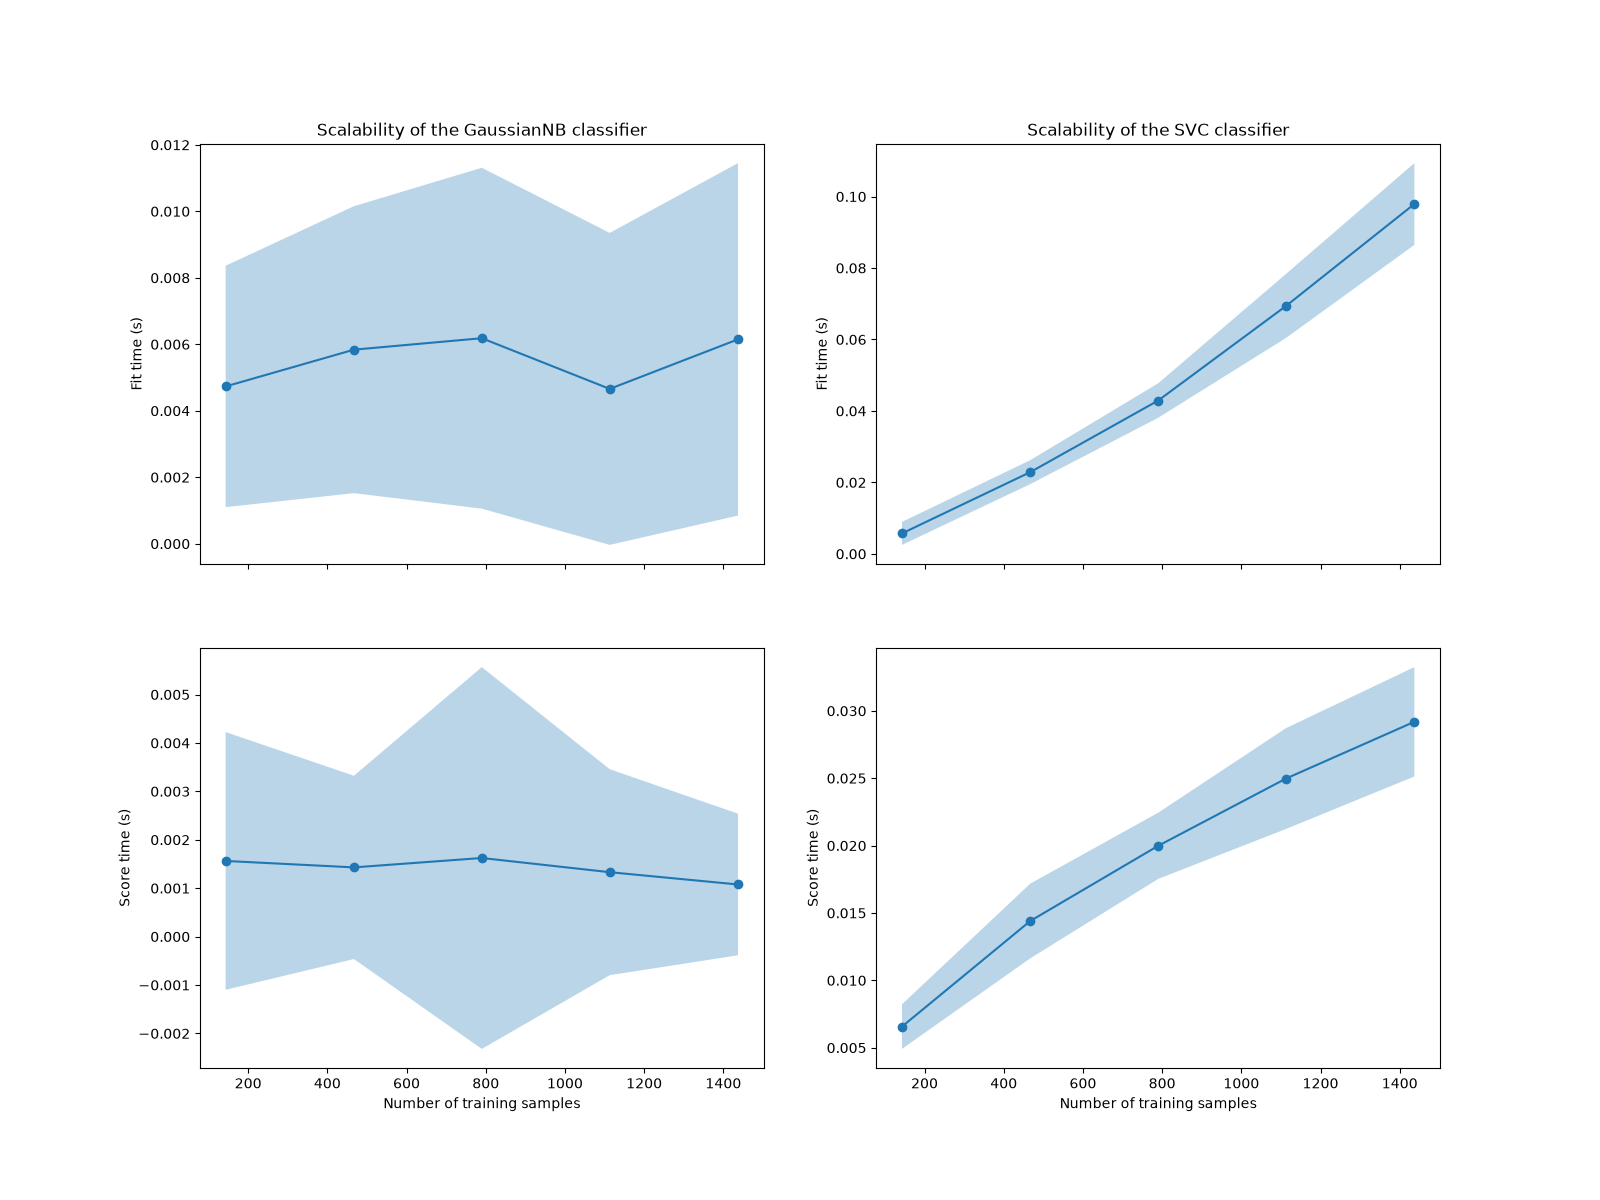 Scalability of the GaussianNB classifier
0.012
0.010
0.008
0.006
0.004
0.002
0.000
Fit time (s)
Scalability of the SVC classifier
0.10
0.08
0.06
0.04
0.02
0.00
Fit time (s)
0.005
0.004
0.003
0.002
0.001
0.000
−0.001
−0.002
Score time (s)
200 400 600 800 1000 1200 1400
Number of training samples
0.030
0.025
0.020
0.015
0.010
0.005
Score time (s)
200 400 600 800 1000 1200 1400
Number of training samples